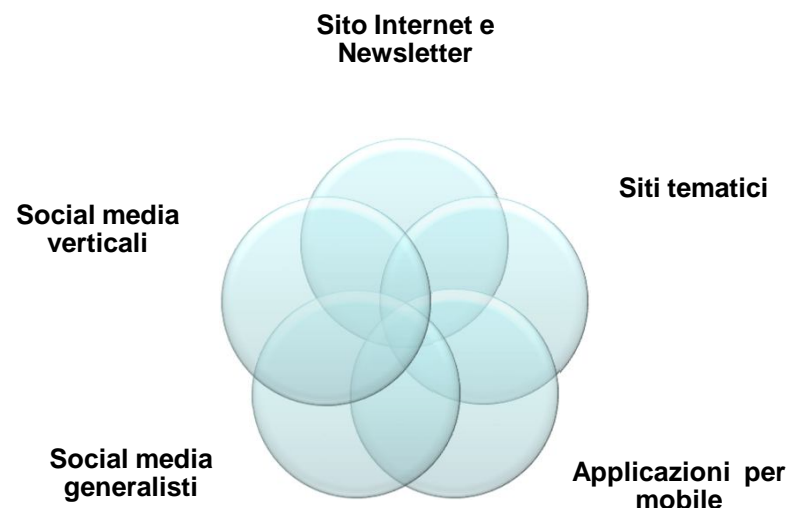 Sito Internet e
Newsletter
Siti tematici
Social media
verticali
Social media
generalisti
Applicazioni per
mobile